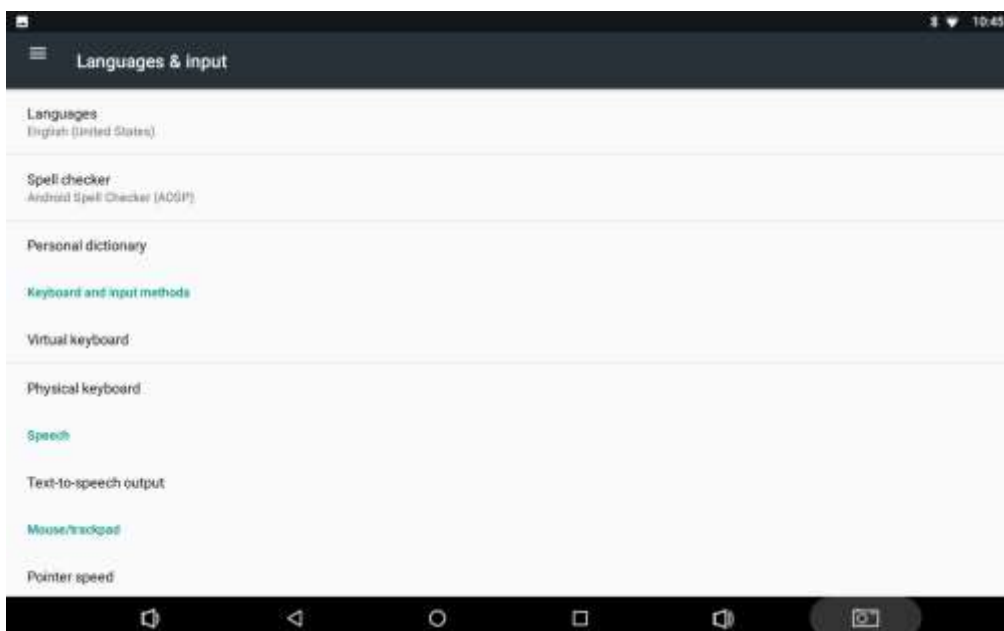 10:45
Languages & input
Languages
English (United States)
Spell checker
Android Spell Checker (AOSP)
Personal dictionary
Keyboard and input methods
Virtual keyboard
Physical keyboard
Speech
Text-to-speech output
Mouse/trackpad
Pointer speed